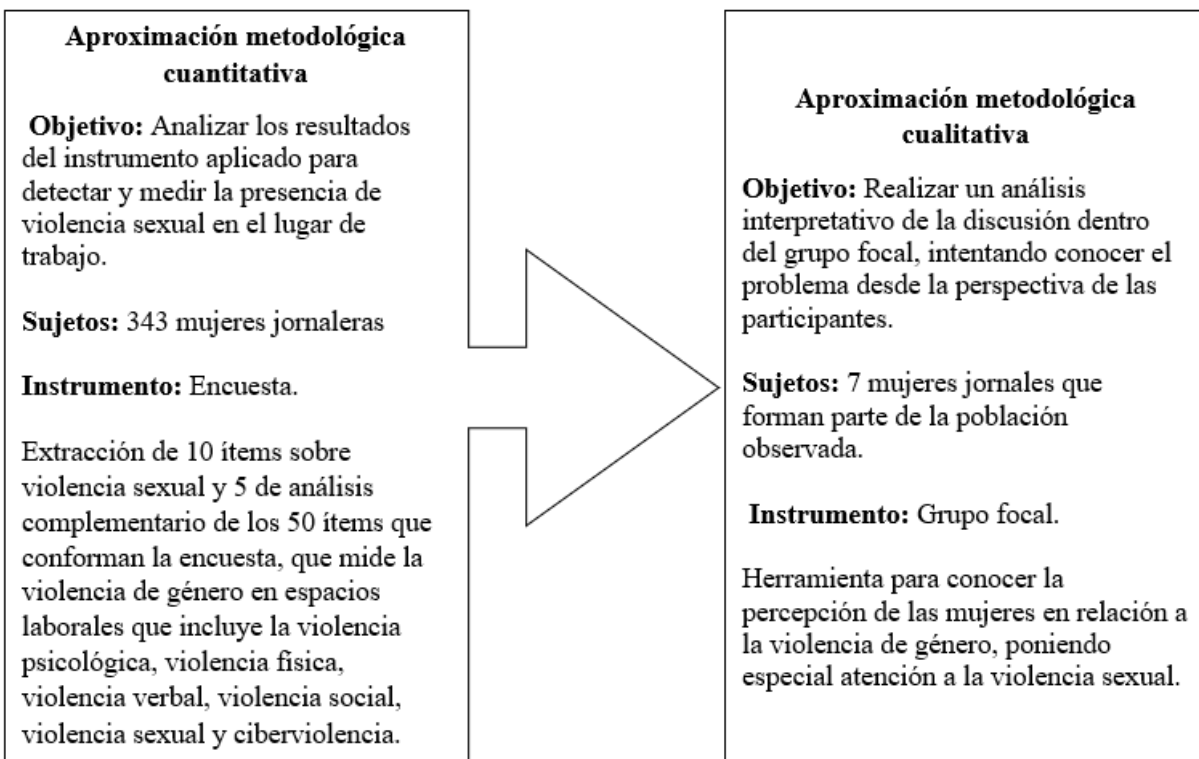 Aproximación metodológica
cuantitativa
Objetivo: Analizar los resultados
del instrumento aplicado para
detectar y medir la presencia de
violencia sexual en el lugar de
trabajo.
Sujetos: 343 mujeres jornaleras
Instrumento: Encuesta.
Extracción de 10 ítems sobre
violencia sexual y 5 de análisis
complementario de los 50 ítems que
conforman la encuesta, que mide la
violencia de género en espacios
laborales que incluye la violencia
psicológica, violencia física,
violencia verbal, violencia social,
violencia sexual y ciberviolencia.
Aproximación metodológica
cualitativa
Objetivo: Realizar un análisis
interpretativo de la discusión dentro
del grupo focal, intentando conocer el
problema desde la perspectiva de las
participantes.
Sujetos: 7 mujeres jornales que
forman parte de la población
observada.
Instrumento: Grupo focal.
Herramienta para conocer la
percepción de las mujeres en relación a
la violencia de género, poniendo
especial atención a la violencia sexual.